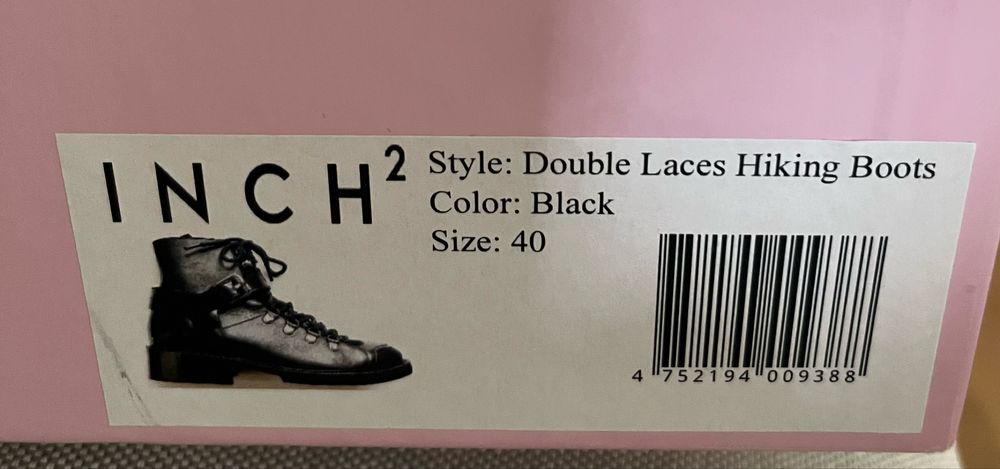 INCH²
Style: Double Laces Hiking Boots
Color: Black
Size: 40
4 752194 009388